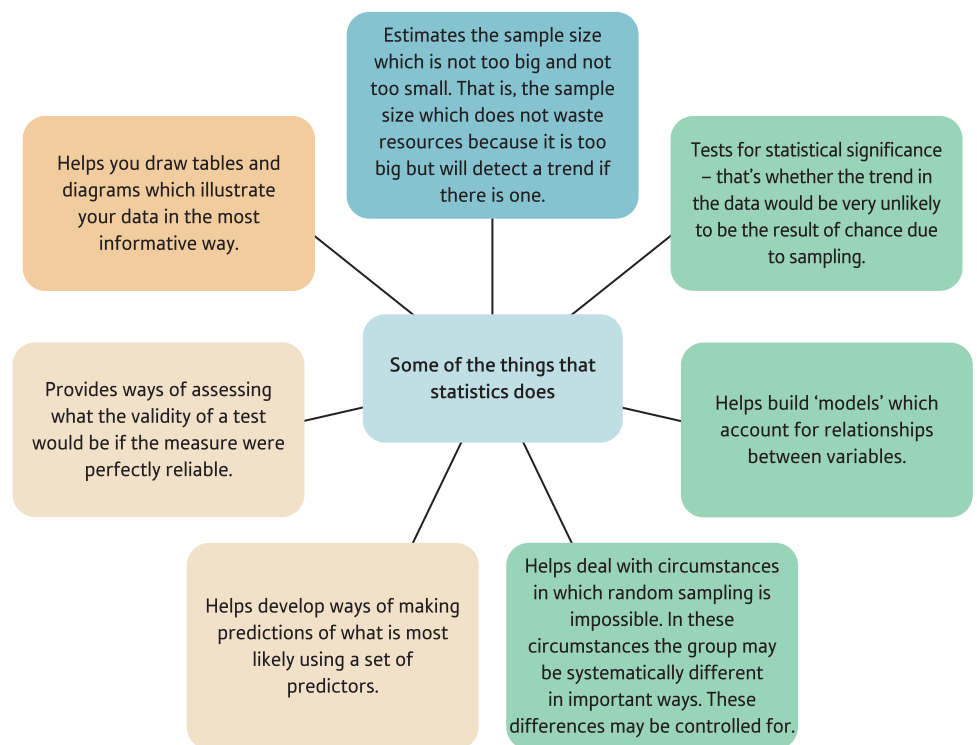 Estimates the sample size
which is not too big and not
too small. That is, the sample
size which does not waste
resources because it is too
big but will detect a trend if
there is one.
Helps you draw tables and
diagrams which illustrate
your data in the most
informative way.
Tests for statistical significance
– that’s whether the trend in
the data would be very unlikely
to be the result of chance due
to sampling.
Some of the things that
statistics does
Provides ways of assessing
what the validity of a test
would be if the measure were
perfectly reliable.
Helps build ‘models’ which
account for relationships
between variables.
Helps develop ways of making
predictions of what is most
likely using a set of
predictors.
Helps deal with circumstances
in which random sampling is
impossible. In these
circumstances the group may
be systematically different
in important ways. These
differences may be controlled for.